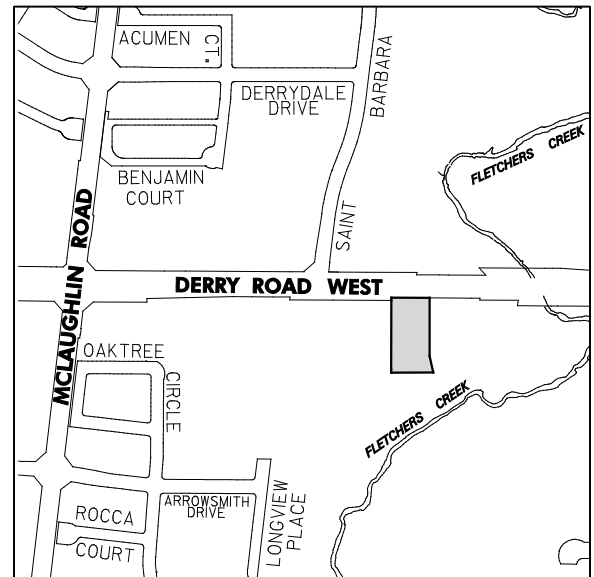 ACUMEN
CT.
BARBARA
DERRYDALE
DRIVE
FLETCHERS CREEK
BENJAMIN
COURT
MCLAUGHLIN ROAD
SAINT
DERRY ROAD WEST
OAKTREE
CIRCLE
FLETCHERS CREEK
ARROWSMITH
DRIVE
LONGVIEW
PLACE
ROCCA
COURT